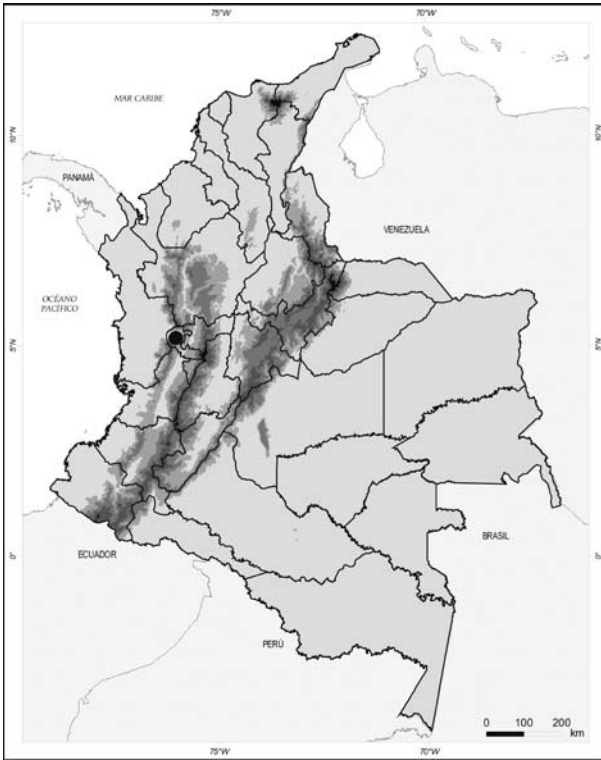 75°W 70°W
MAR CARIBE
10°N 10°N
PANAMÁ
VENEZUELA
OCÉANO
PACÍFICO
5°N 5°N
BRASIL
ECUADOR
0° 0°
PERÚ
0 100 200
km
75°W 70°W